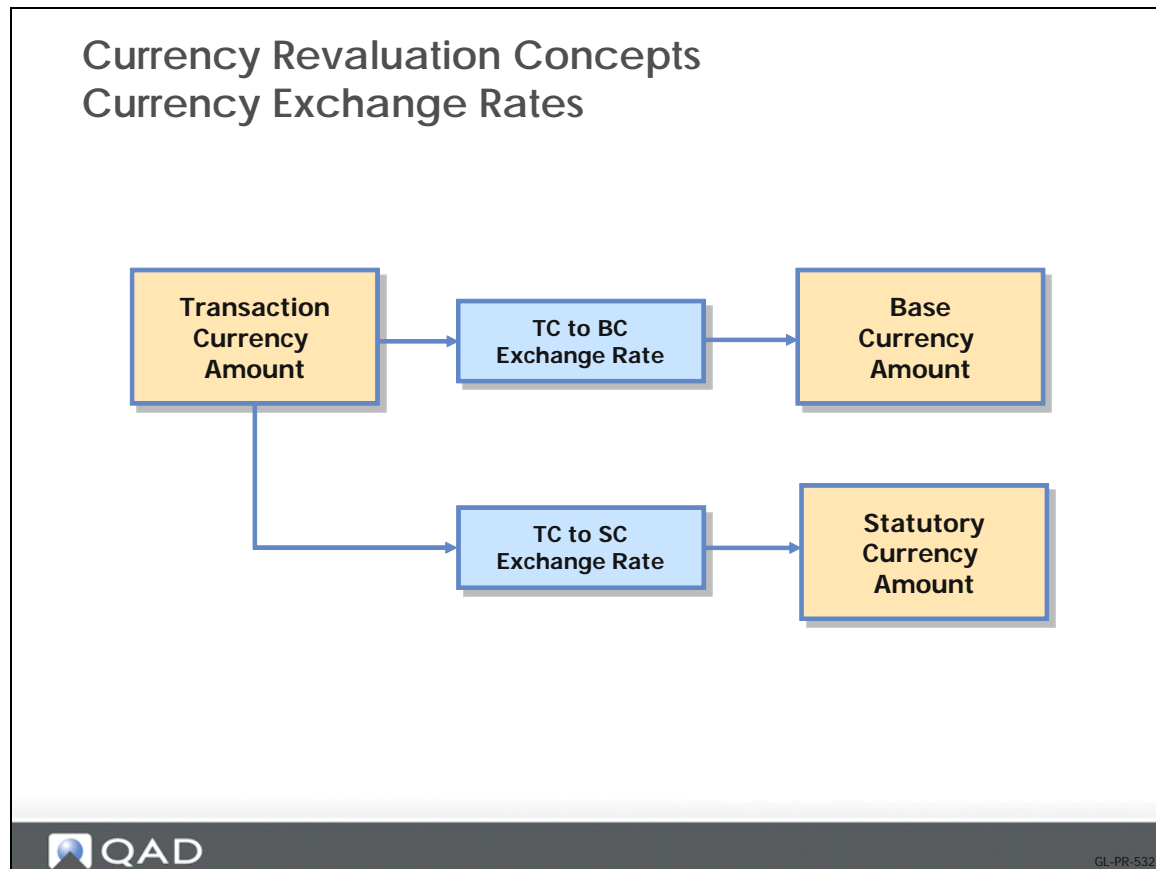 Currency Revaluation Concepts
Currency Exchange Rates
Transaction
Currency
Amount
TC to BC
Exchange Rate
Base
Currency
Amount
TC to SC
Exchange Rate
Statutory
Currency
Amount
QAD
GL-PR-532